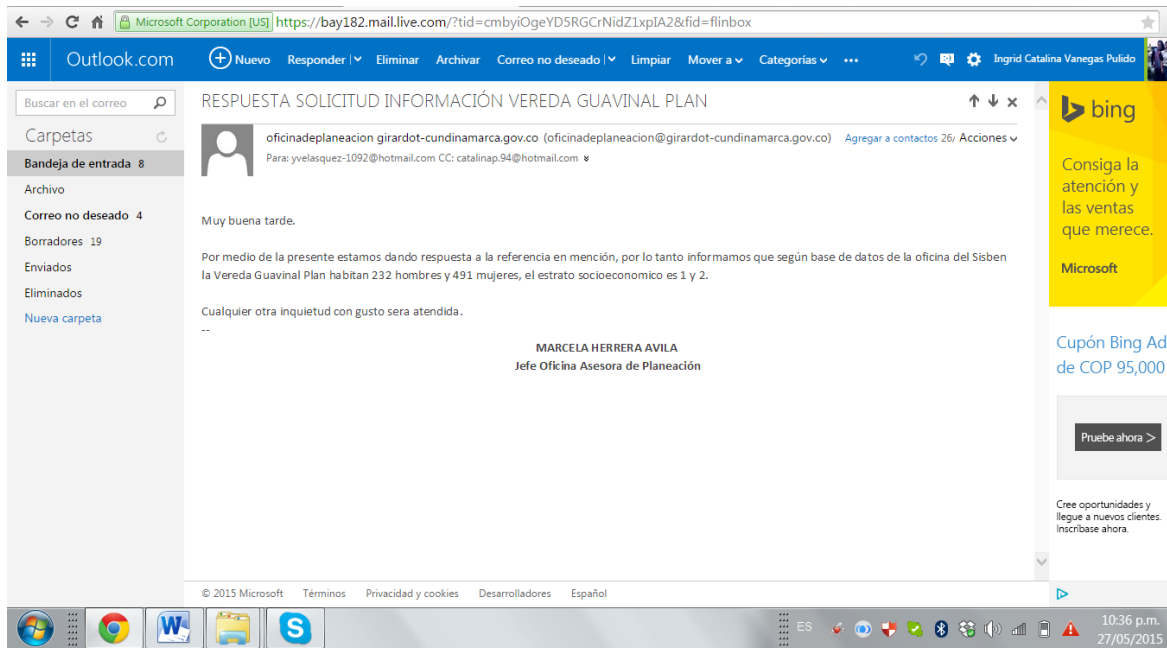 Microsoft Corporation [US] https://bay182.mail.live.com/?tid=cmbyiOgeYD5RGCrNidZ1xpIA2&fid=flinbox
Outlook.com Nuevo Responder Eliminar Archivar Correo no deseado Limpiar Mover a Categorías ••• Ingrid Catalina Vanegas Pulido
Buscar en el correo
Carpetas
Bandeja de entrada 8
Archivo
Correo no deseado 4
Borradores 19
Enviados
Eliminados
Nueva carpeta
RESPUESTA SOLICITUD INFORMACIÓN VEREDA GUAVINAL PLAN
oficinadeplaneacion girardot-cundinamarca.gov.co (oficinadeplaneacion@girardot-cundinamarca.gov.co) Agregar a contactos 26/ Acciones
Para: yvelasquez-1092@hotmail.com CC: catalinap.94@hotmail.com
Muy buena tarde.
Por medio de la presente estamos dando respuesta a la referencia en mención, por lo tanto informamos que según base de datos de la oficina del Sisben
la Vereda Guavinal Plan habitan 232 hombres y 491 mujeres, el estrato socioeconomico es 1 y 2.
Cualquier otra inquietud con gusto sera atendida.
--
MARCELA HERRERA AVILA
Jefe Oficina Asesora de Planeación
bing
Consiga la
atención y
las ventas
que merece.
Microsoft
Cupón Bing Ad
de COP 95,000
Pruebe ahora >
Cree oportunidades y
llegue a nuevos clientes.
Inscríbase ahora.
© 2015 Microsoft Términos Privacidad y cookies Desarrolladores Español
ES
10:36 p.m.
27/05/2015